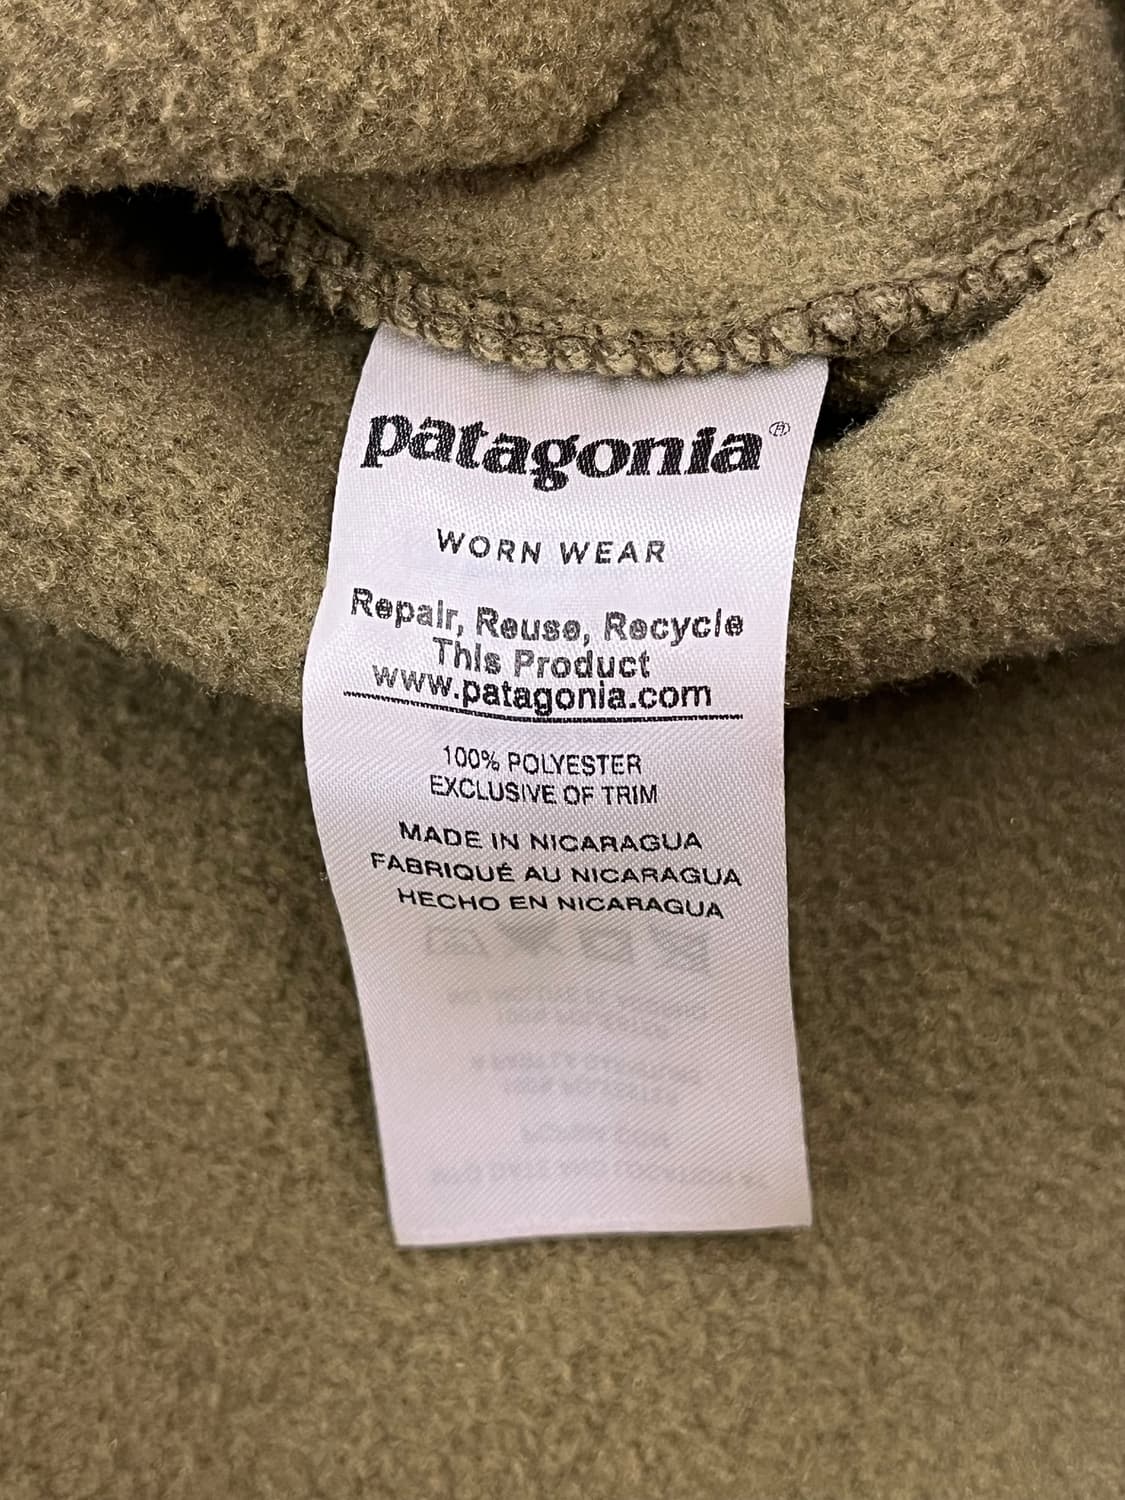 patagonia®
WORN WEAR
Repair, Reuse, Recycle
This Product
www.patagonia.com
100% POLYESTER
EXCLUSIVE OF TRIM
MADE IN NICARAGUA
FABRIQUÉ AU NICARAGUA
HECHO EN NICARAGUA